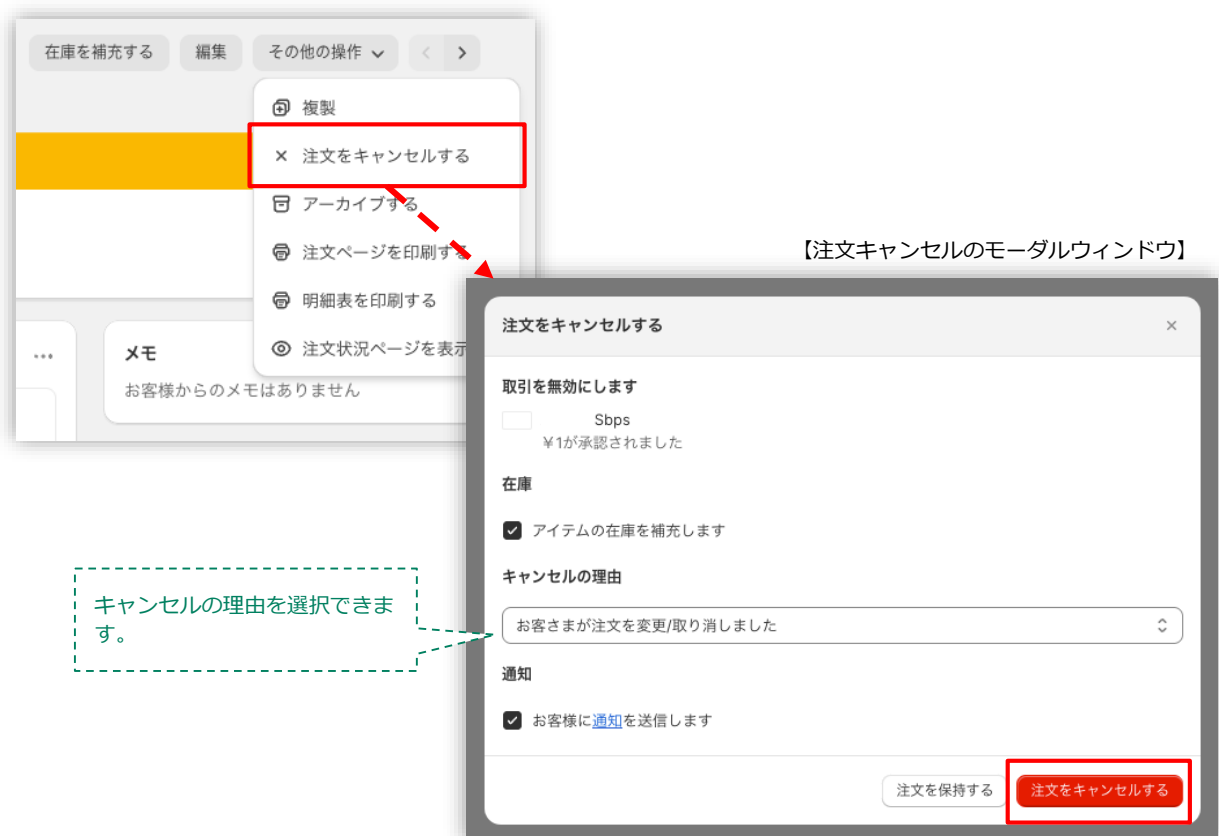 在庫を補充する
編集
その他の操作
複製
注文をキャンセルする
アーカイブする
注文ページを印刷する
明細表を印刷する
注文状況ページを表示
メモ
お客様からのメモはありません
【注文キャンセルのモーダルウィンドウ】
注文をキャンセルする
取引を無効にします
Sbps
¥1が承認されました
在庫
アイテムの在庫を補充します
キャンセルの理由
お客さまが注文を変更/取り消しました
通知
お客様に通知を送信します
注文を保持する
注文をキャンセルする
キャンセルの理由を選択できま
す。